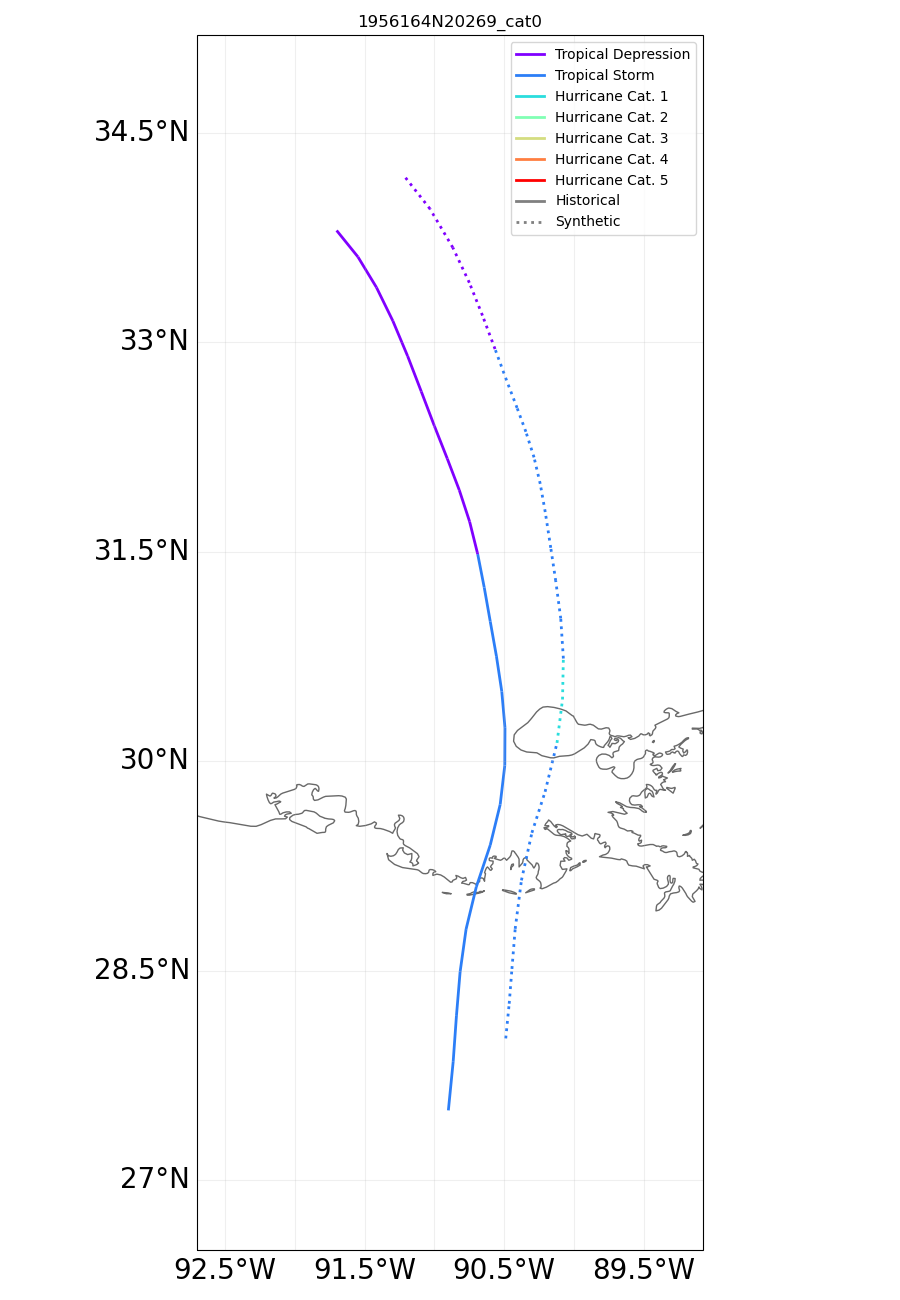 1956164N20269_cat0
Tropical Depression
Tropical Storm
Hurricane Cat. 1
Hurricane Cat. 2
Hurricane Cat. 3
Hurricane Cat. 4
Hurricane Cat. 5
Historical
Synthetic
34.5°N
33°N
31.5°N
30°N
28.5°N
27°N
92.5°W 91.5°W 90.5°W 89.5°W